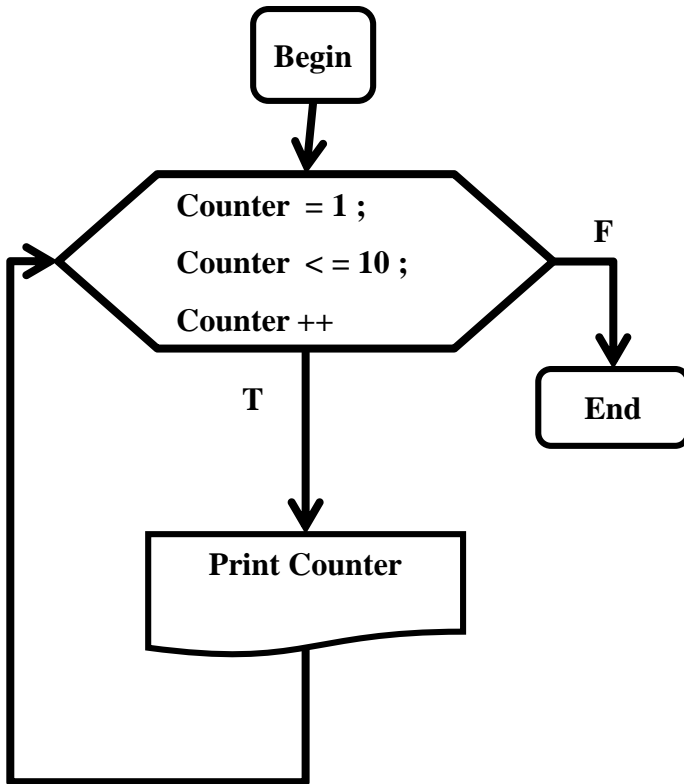 Begin
Counter = 1 ;
Counter < = 10 ;
Counter ++
F
T
End
Print Counter